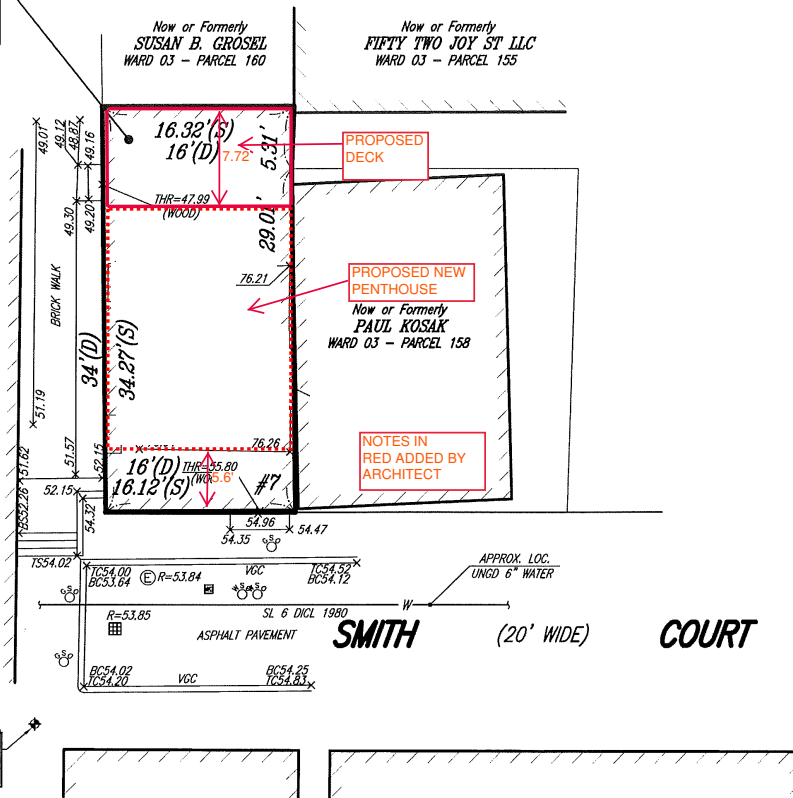 Now or Formerly
SUSAN B. GROSEL
WARD 03 - PARCEL 160
Now or Formerly
FIFTY TWO JOY ST LLC
WARD 03 - PARCEL 155
49.01
49.12
48.87
49.16
16.32'(S)
16'(D)
7.72'
5.31'
PROPOSED
DECK
THR=47.99
(WOOD)
49.30
49.20
29.01'
76.21
PROPOSED NEW
PENTHOUSE
Now or Formerly
PAUL KOSAK
WARD 03 - PARCEL 158
BRICK WALK
34'(D)
34.27'(S)
51.19
51.62
51.57
52.15
76.26
NOTES IN
RED ADDED BY
ARCHITECT
16'(D)
THR=55.80
16.12'(S)
5.6'
#7
BS52.26
52.15
54.32
54.96
54.35
54.47
TS54.02
TC54.00
BC53.64
R=53.84
E
VGC
TC54.52
BC54.12
APPROX. LOC.
UNGD 6" WATER
S
W
S
S
S
S
R=53.85
SL 6 DICL 1980
W
ASPHALT PAVEMENT
SMITH
(20' WIDE)
COURT
BC54.02
TC54.20
VGC
BC54.25
TC54.83